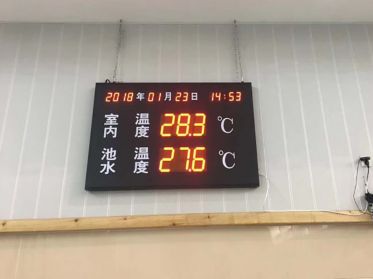 2018年01月23日 14:53
室内 温度 28.3℃
池水 温度 27.6℃